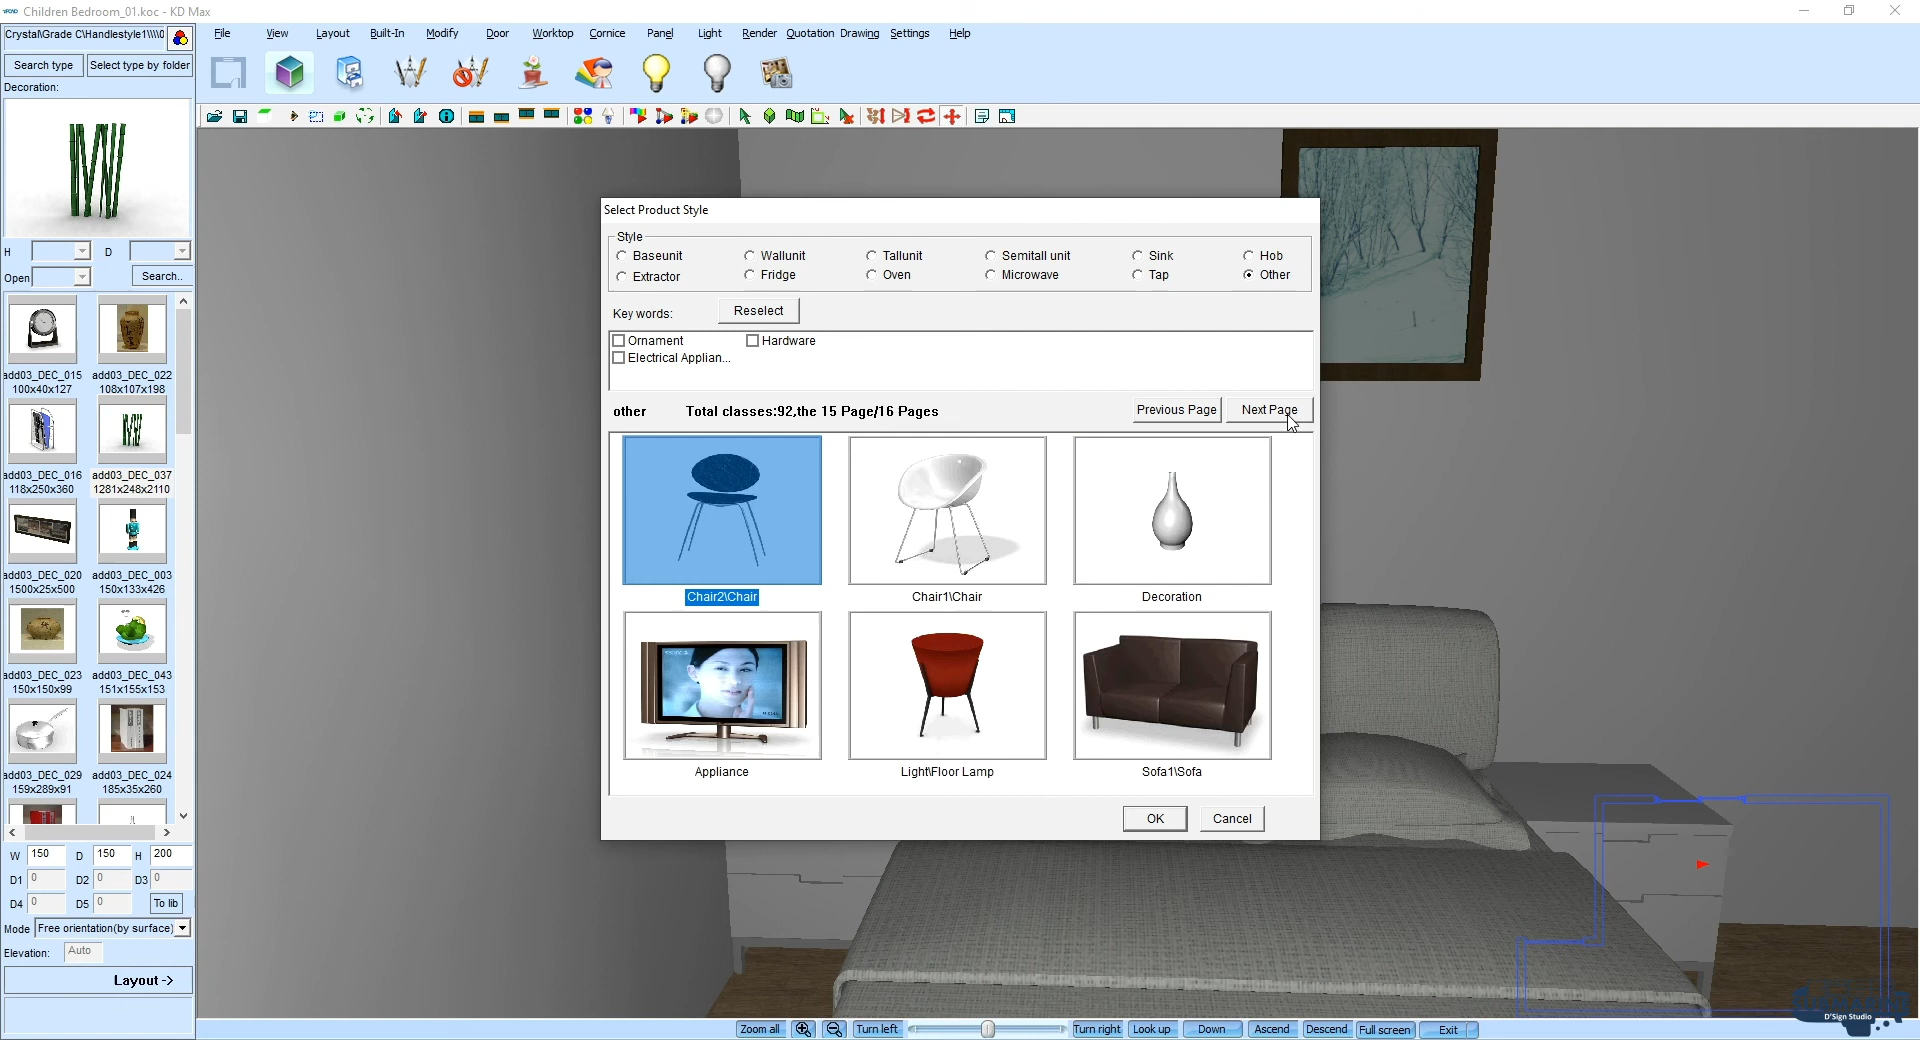 Children Bedroom_01.koc - KD Max
Crystal\Grade C\Handlestyle1\\\\0
File View Layout Built-In Modify Door Worktop Cornice Panel Light Render Quotation Drawing Settings Help
Search type Select type by folder
Decoration:
H D
Open Search..
add03_DEC_015 add03_DEC_022
100x40x127 108x107x198
add03_DEC_016 add03_DEC_037
118x250x360 1281x248x2110
add03_DEC_020 add03_DEC_003
1500x25x500 150x133x426
add03_DEC_023 add03_DEC_043
150x150x99 151x155x153
add03_DEC_029 add03_DEC_024
159x289x91 185x35x260
W 150 D 150 H 200
D1 0 D2 0 D3 0
D4 0 D5 0 To lib
Mode Free orientation(by surface)
Elevation: Auto
Layout ->
Select Product Style
Style
Baseunit Wallunit Tallunit Semitall unit Sink Hob
Extractor Fridge Oven Microwave Tap Other
Key words: Reselect
Ornament Hardware
Electrical Applian...
other Total classes:92,the 15 Page/16 Pages Previous Page Next Page
Chair2\Chair Chair1\Chair Decoration
Appliance Light\Floor Lamp Sofa1\Sofa
OK Cancel
Zoom all Turn left Turn right Look up Down Ascend Descend Full screen Exit
D'Sign Studio